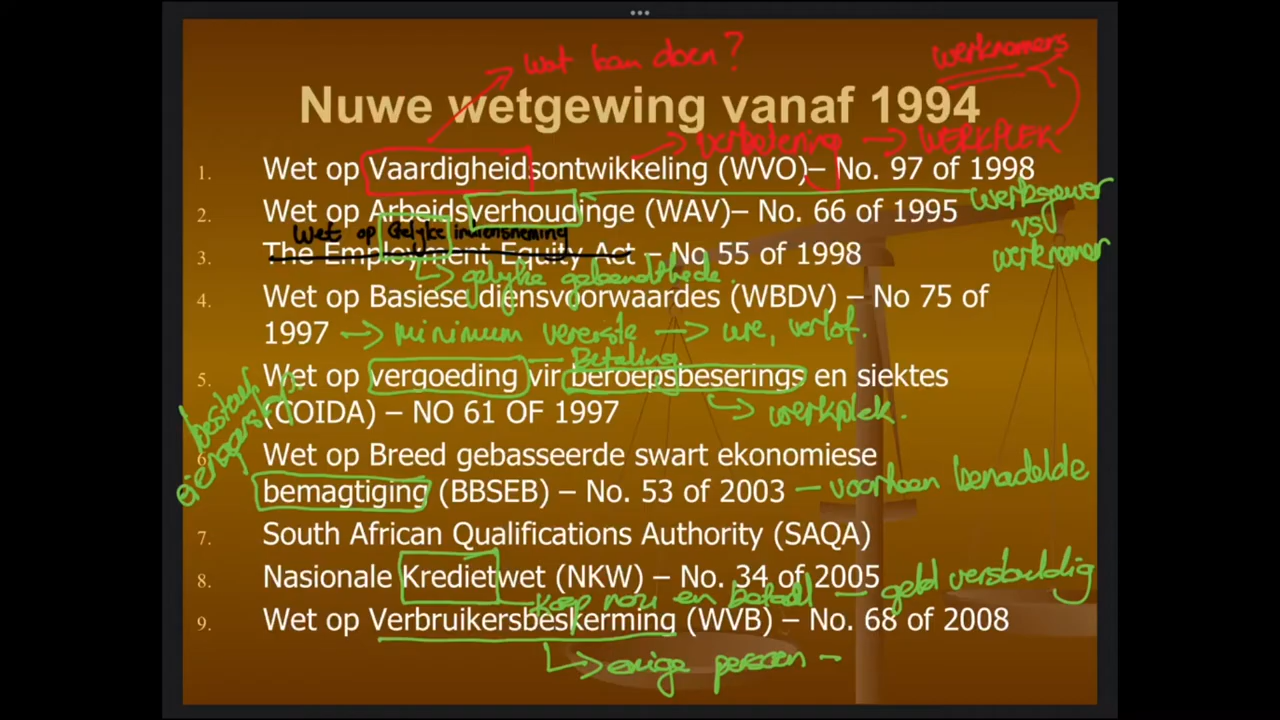 wat kan doen?
werknemers
Nuwe wetgewing vanaf 1994
verbetering → WERKPLEK
1. Wet op Vaardigheidsontwikkeling (WVO)– No. 97 of 1998
2. Wet op Arbeidsverhoudinge (WAV)– No. 66 of 1995
werksgewer
vs
werknemer
Wet op Gelyke indiensneming
3. The Employment Equity Act – No 55 of 1998
gelyke geleenthede.
4. Wet op Basiese diensvoorwaardes (WBDV) – No 75 of
1997 → minimum vereiste → ure, verlof.
Betaling
5. Wet op vergoeding vir beroepsbeserings en siektes
(COIDA) – NO 61 OF 1997
werkplek.
bestuur
eienaarskap
6. Wet op Breed gebasseerde swart ekonomiese
bemagtiging (BBSEB) – No. 53 of 2003 – voorheen benadelde
7. South African Qualifications Authority (SAQA)
8. Nasionale Kredietwet (NKW) – No. 34 of 2005
koop nou en betaal – geld verskuldig
9. Wet op Verbruikersbeskerming (WVB) – No. 68 of 2008
enige persoon –